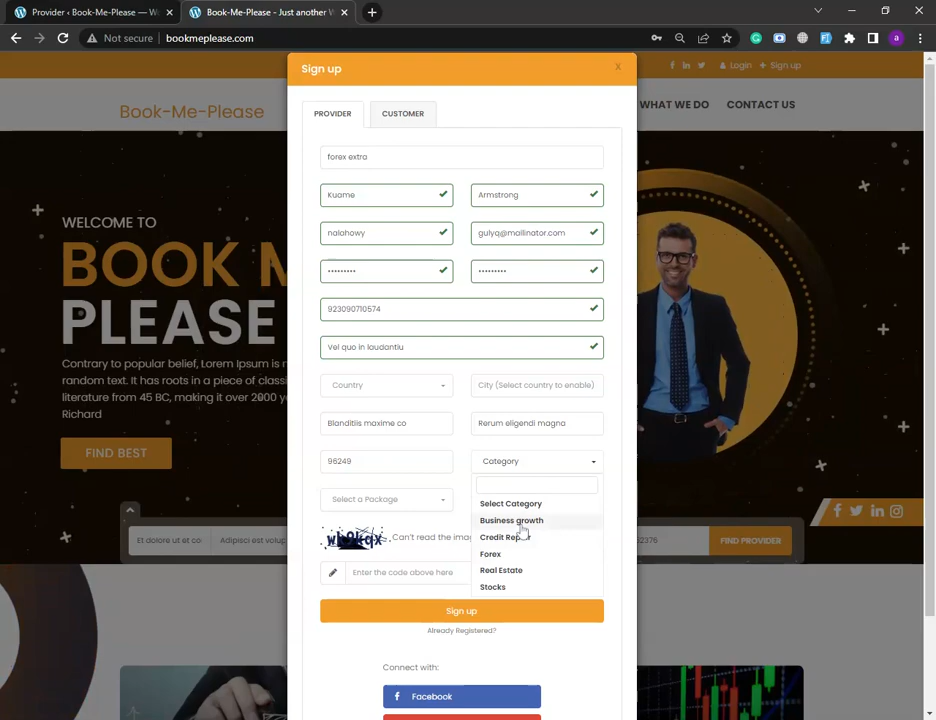 Provider ‹ Book-Me-Please — W
Book-Me-Please - Just another W
Not secure | bookmeplease.com
a
Login
Sign up
Book-Me-Please
WHAT WE DO
CONTACT US
WELCOME TO
BOOK M
PLEASE
Contrary to popular belief, Lorem Ipsum is n
random text. It has roots in a piece of classi
literature from 45 BC, making it over 2000 y
Richard
FIND BEST
Et dolore ut et co
Adipisci est volup
92376
FIND PROVIDER
Sign up
x
PROVIDER
CUSTOMER
forex extra
Kuame
Armstrong
nalahowy
gulyq@mailinator.com
923090710574
Vel quo in laudantiu
Country
City (Select country to enable)
Blanditiis maxime co
Rerum eligendi magna
96249
Category
Select a Package
Select Category
Business growth
Credit Repair
Forex
Real Estate
Stocks
Can't read the imag
Enter the code above here
Sign up
Already Registered?
Connect with:
Facebook